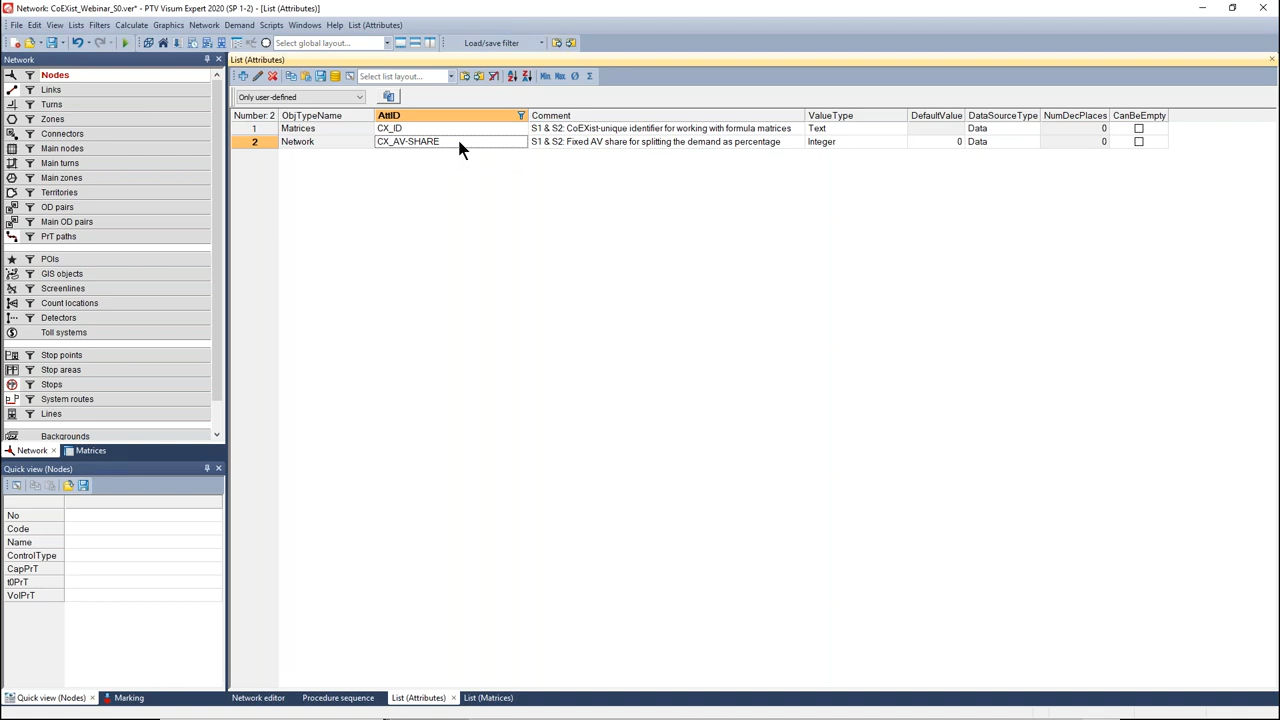 Network: CoEXist_Webinar_S0.ver* - PTV Visum Expert 2020 (SP 1-2) - [List (Attributes)]
File Edit View Lists Filters Calculate Graphics Network Demand Scripts Windows Help List (Attributes)
Select global layout... Load/save filter
Network
List (Attributes)
Nodes
Links
Turns
Zones
Connectors
Main nodes
Main turns
Main zones
Territories
OD pairs
Main OD pairs
PrT paths
POIs
GIS objects
Screenlines
Count locations
Detectors
Toll systems
Stop points
Stop areas
Stops
System routes
Lines
Backgrounds
Network Matrices
Quick view (Nodes)
No
Code
Name
ControlType
CapPrT
t0PrT
VolPrT
Quick view (Nodes) Marking
Select list layout... Min Max Ø Σ
Only user-defined
Number: 2 ObjTypeName AttID Comment ValueType DefaultValue DataSourceType NumDecPlaces CanBeEmpty
1 Matrices CX_ID S1 & S2: CoEXist-unique identifier for working with formula matrices Text Data 0
2 Network CX_AV-SHARE S1 & S2: Fixed AV share for splitting the demand as percentage Integer 0 Data 0
Network editor Procedure sequence List (Attributes) List (Matrices)